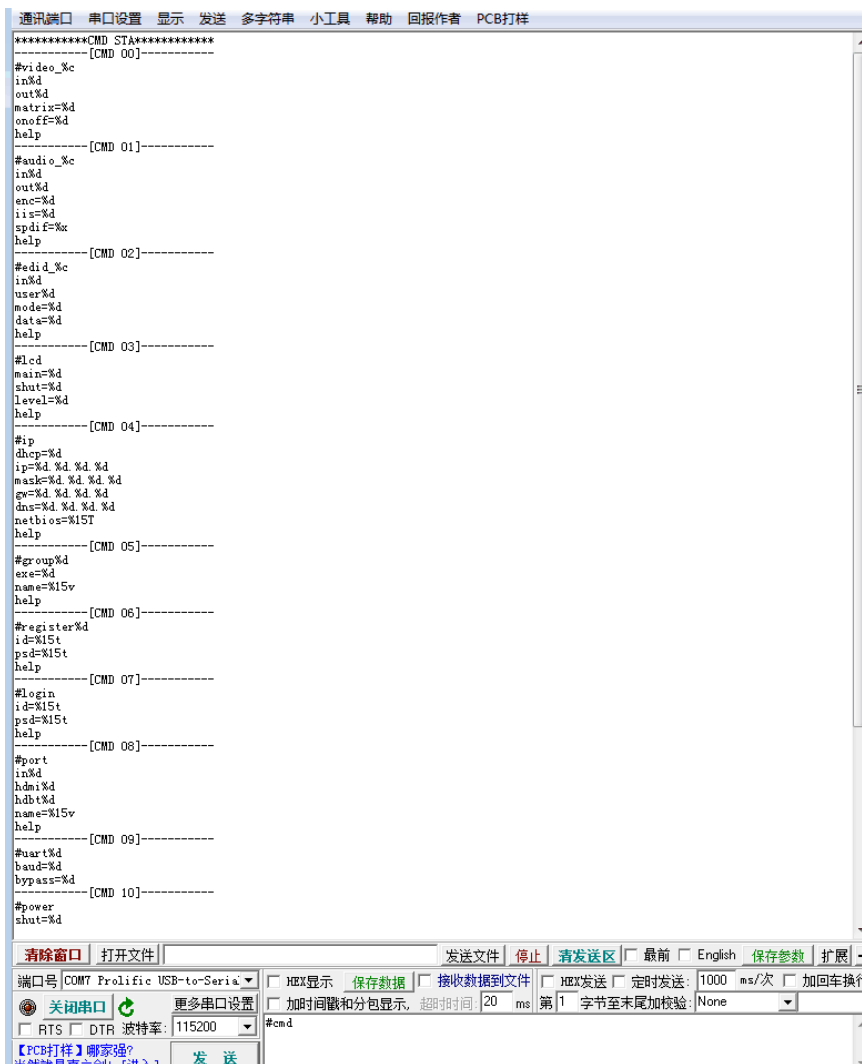 通讯端口 串口设置 显示 发送 多字符串 小工具 帮助 回报作者 PCB打样
***********CMD STA************
-----------[CMD 00]-----------
#video_%c
in%d
out%d
matrix=%d
onoff=%d
help
-----------[CMD 01]-----------
#audio_%c
in%d
out%d
enc=%d
iis=%d
spdif=%x
help
-----------[CMD 02]-----------
#edid_%c
in%d
user%d
mode=%d
data=%d
help
-----------[CMD 03]-----------
#lcd
main=%d
shut=%d
level=%d
help
-----------[CMD 04]-----------
#ip
dhcp=%d
ip=%d.%d.%d.%d
mask=%d.%d.%d.%d
gw=%d.%d.%d.%d
dns=%d.%d.%d.%d
netbios=%15T
help
-----------[CMD 05]-----------
#group%d
exe=%d
name=%15v
help
-----------[CMD 06]-----------
#register%d
id=%15t
psd=%15t
help
-----------[CMD 07]-----------
#login
id=%15t
psd=%15t
help
-----------[CMD 08]-----------
#port
in%d
hdmi%d
hdbt%d
name=%15v
help
-----------[CMD 09]-----------
#uart%d
baud=%d
bypass=%d
-----------[CMD 10]-----------
#power
shut=%d
清除窗口 打开文件 发送文件 停止 清发送区 最前 English 保存参数 扩展 -
端口号 COM7 Prolific USB-to-Seria HEX显示 保存数据 接收数据到文件 HEX发送 定时发送: 1000 ms/次 加回车换行
关闭串口 更多串口设置 加时间戳和分包显示, 超时时间: 20 ms 第 1 字节至末尾加校验: None
RTS DTR 波特率: 115200 #cmd
【PCB打样】哪家强?
发 送